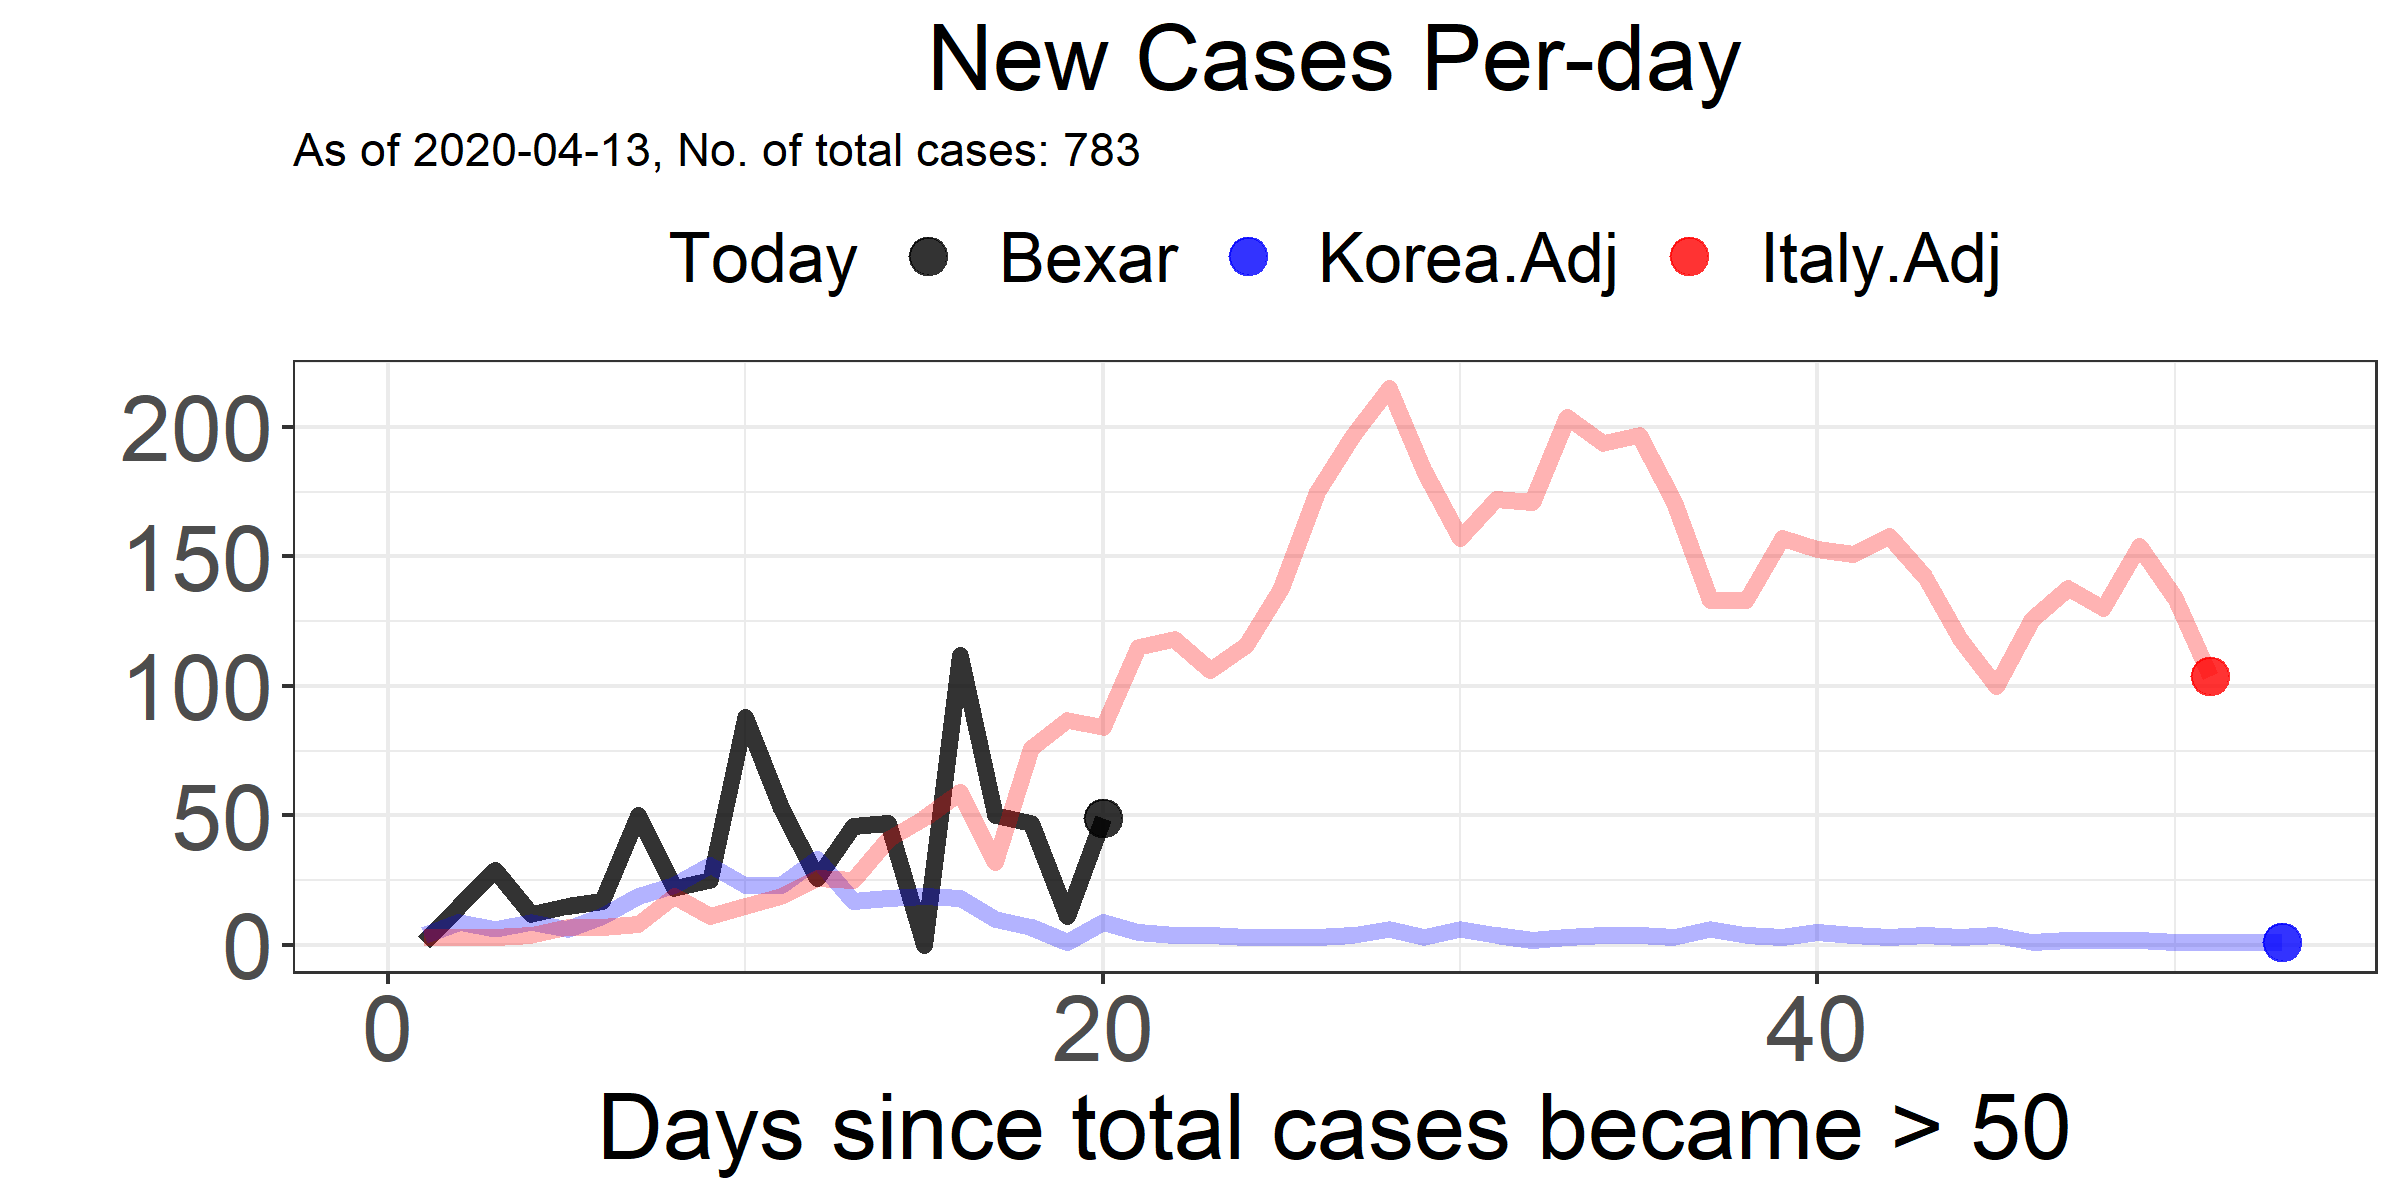 New Cases Per-day
As of 2020-04-13, No. of total cases: 783
Today Bexar Korea.Adj Italy.Adj
200
150
100
50
0
0 20 40
Days since total cases became > 50